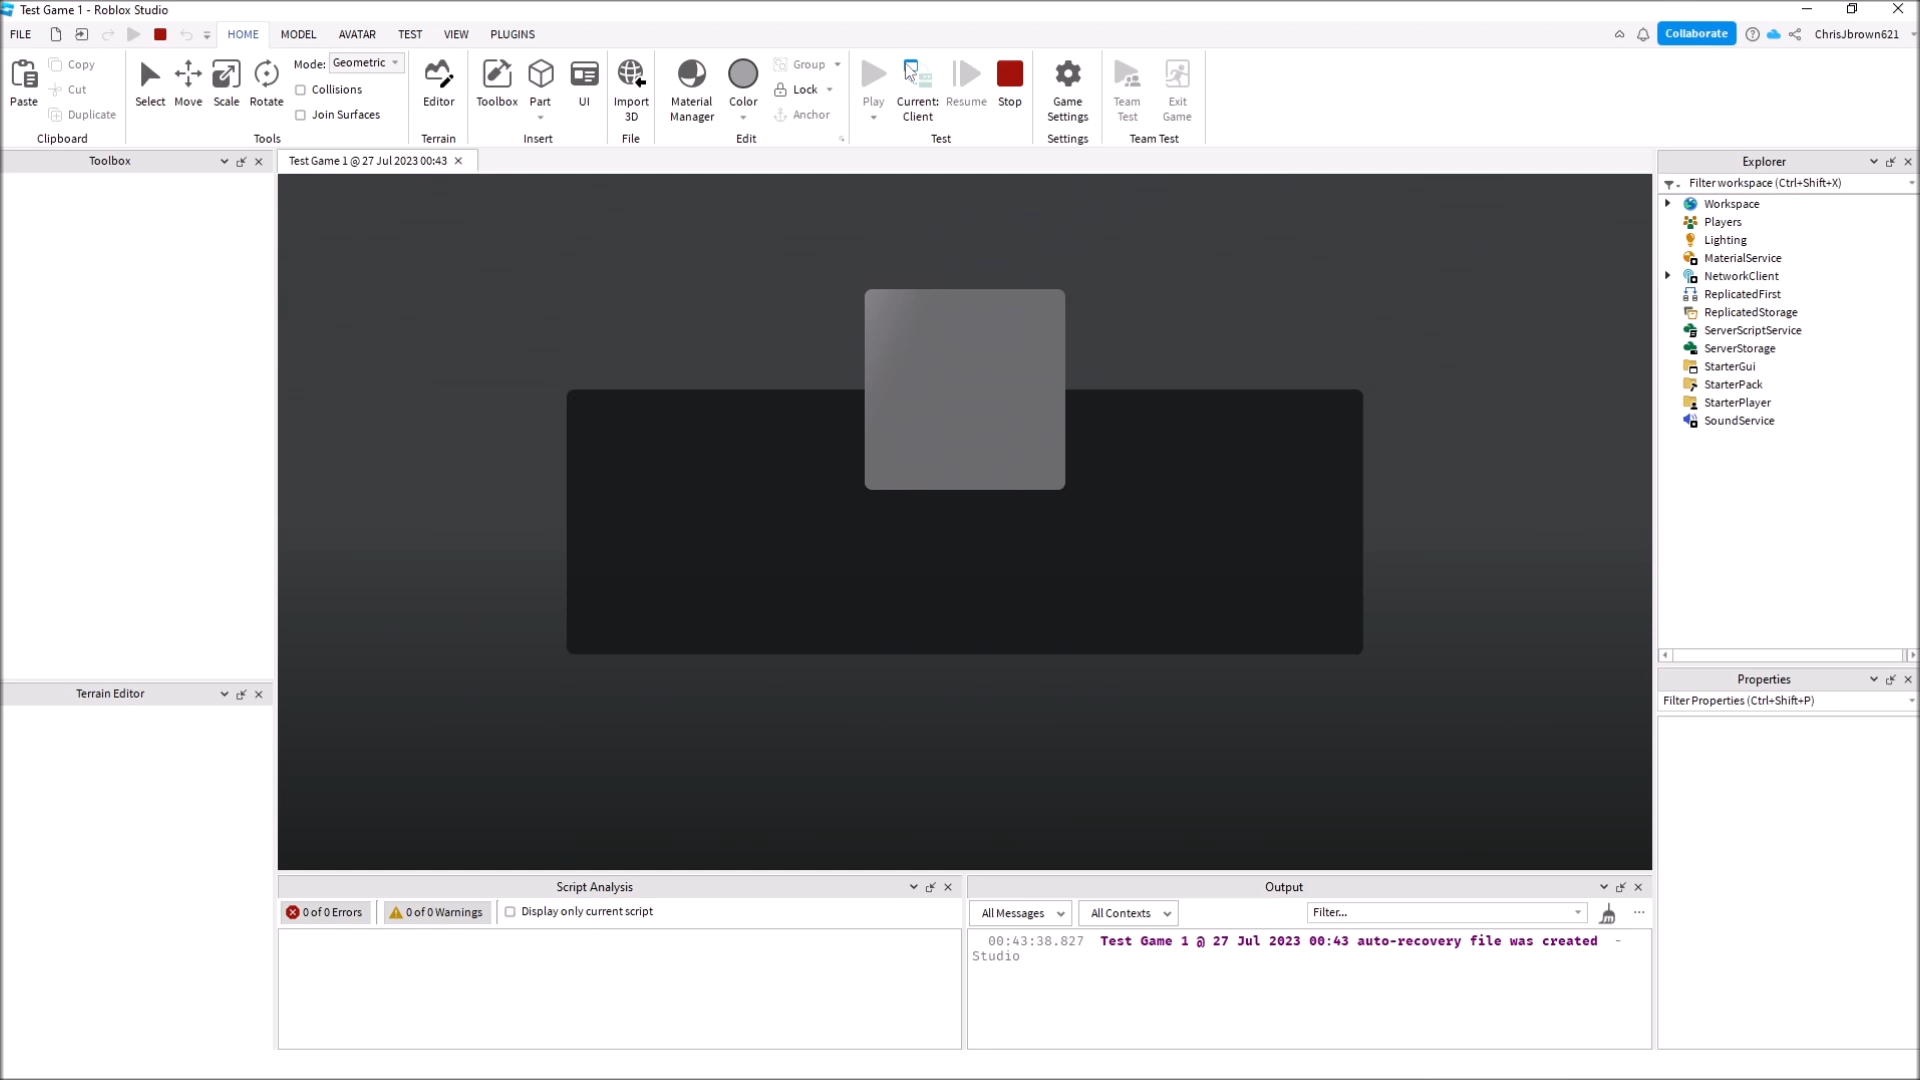 Test Game 1 - Roblox Studio
FILE HOME MODEL AVATAR TEST VIEW PLUGINS Collaborate ChrisJbrown621
Paste
Copy
Cut
Duplicate
Clipboard
Select Move Scale Rotate
Mode: Geometric
Collisions
Join Surfaces
Tools
Editor
Terrain
Toolbox Part UI
Insert
Import
3D
File
Material
Manager
Color
Group
Lock
Anchor
Edit
Play
Current:
Client
Resume Stop
Test
Game
Settings
Settings
Team
Test
Exit
Game
Team Test
Toolbox
Test Game 1 @ 27 Jul 2023 00:43
Explorer
Filter workspace (Ctrl+Shift+X)
Workspace
Players
Lighting
MaterialService
NetworkClient
ReplicatedFirst
ReplicatedStorage
ServerScriptService
ServerStorage
StarterGui
StarterPack
StarterPlayer
SoundService
Terrain Editor
Properties
Filter Properties (Ctrl+Shift+P)
Script Analysis
0 of 0 Errors 0 of 0 Warnings Display only current script
Output
All Messages All Contexts Filter... ...
00:43:38.827 Test Game 1 @ 27 Jul 2023 00:43 auto-recovery file was created -
Studio